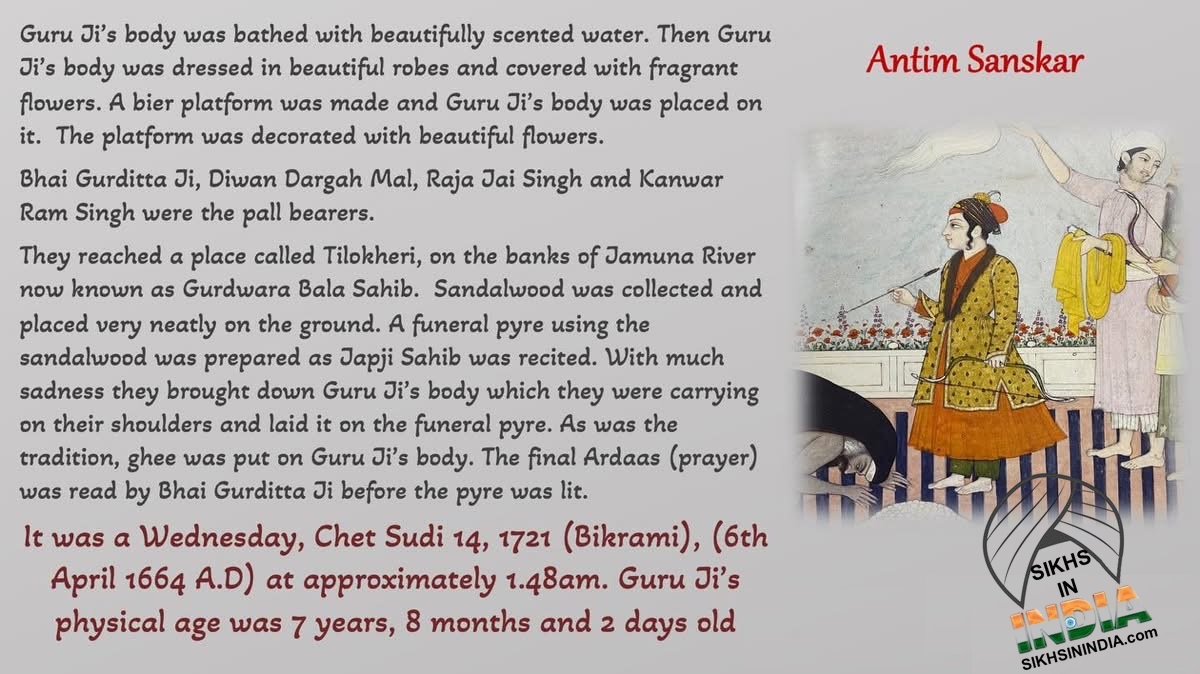 Guru Ji’s body was bathed with beautifully scented water. Then Guru
Ji’s body was dressed in beautiful robes and covered with fragrant
flowers. A bier platform was made and Guru Ji’s body was placed on
it.  The platform was decorated with beautiful flowers.
Bhai Gurditta Ji, Diwan Dargah Mal, Raja Jai Singh and Kanwar
Ram Singh were the pall bearers.
They reached a place called Tilokheri, on the banks of Jamuna River
now known as Gurdwara Bala Sahib.  Sandalwood was collected and
placed very neatly on the ground. A funeral pyre using the
sandalwood was prepared as Japji Sahib was recited. With much
sadness they brought down Guru Ji’s body which they were carrying
on their shoulders and laid it on the funeral pyre. As was the
tradition, ghee was put on Guru Ji’s body. The final Ardaas (prayer)
was read by Bhai Gurditta Ji before the pyre was lit.
It was a Wednesday, Chet Sudi 14, 1721 (Bikrami), (6th
April 1664 A.D) at approximately 1.48am. Guru Ji’s
physical age was 7 years, 8 months and 2 days old
Antim Sanskar
SIKHS
IN
INDIA
SIKHSININDIA.com